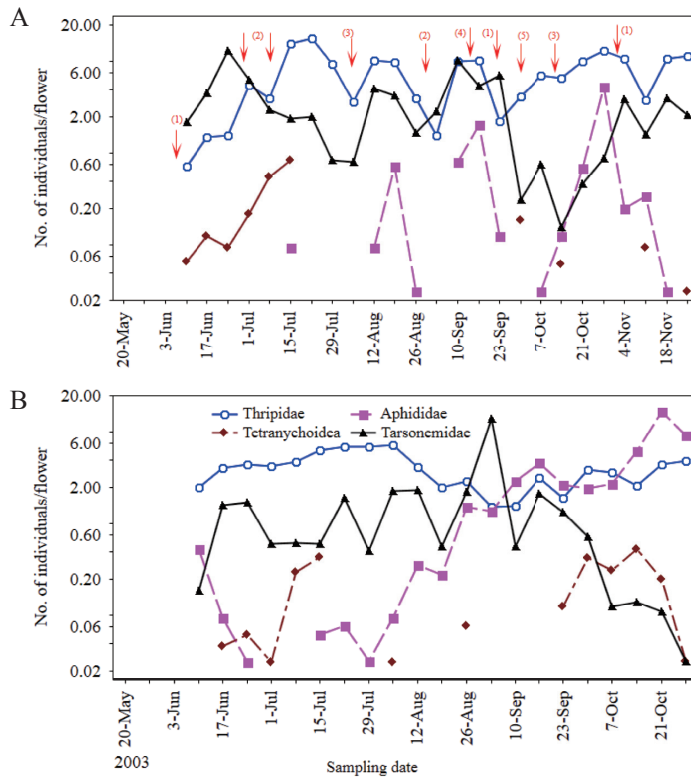 A
No. of individuals/flower
20.00
6.00
2.00
0.60
0.20
0.06
0.02
(1)
(2)
(3)
(2)
(4)
(1)
(5)
(3)
(1)
20-May
3-Jun
17-Jun
1-Jul
15-Jul
29-Jul
12-Aug
26-Aug
10-Sep
23-Sep
7-Oct
21-Oct
4-Nov
18-Nov
B
No. of individuals/flower
20.00
6.00
2.00
0.60
0.20
0.06
0.02
Thripidae
Aphididae
Tetranychoidea
Tarsonemidae
20-May
3-Jun
17-Jun
1-Jul
15-Jul
29-Jul
12-Aug
26-Aug
10-Sep
23-Sep
7-Oct
21-Oct
2003
Sampling date